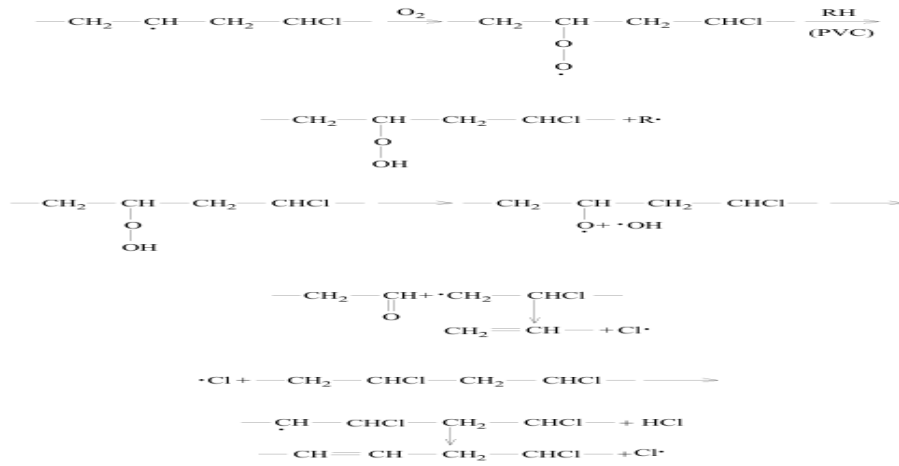 —CH₂—ĊH—CH₂—CHCl— O₂→ —CH₂—CH—CH₂—CHCl— RH→
(PVC)
O
O•
—CH₂—CH—CH₂—CHCl— +R•
O
OH
—CH₂—CH—CH₂—CHCl— → —CH₂—CH—CH₂—CHCl— →
O O•+ •OH
OH
—CH₂—CH+ •CH₂—CHCl—
O
CH₂=CH— +Cl•
•Cl+ —CH₂—CHCl—CH₂—CHCl— →
—ĊH—CHCl—CH₂—CHCl— + HCl
—CH=CH—CH₂—CHCl— +Cl•